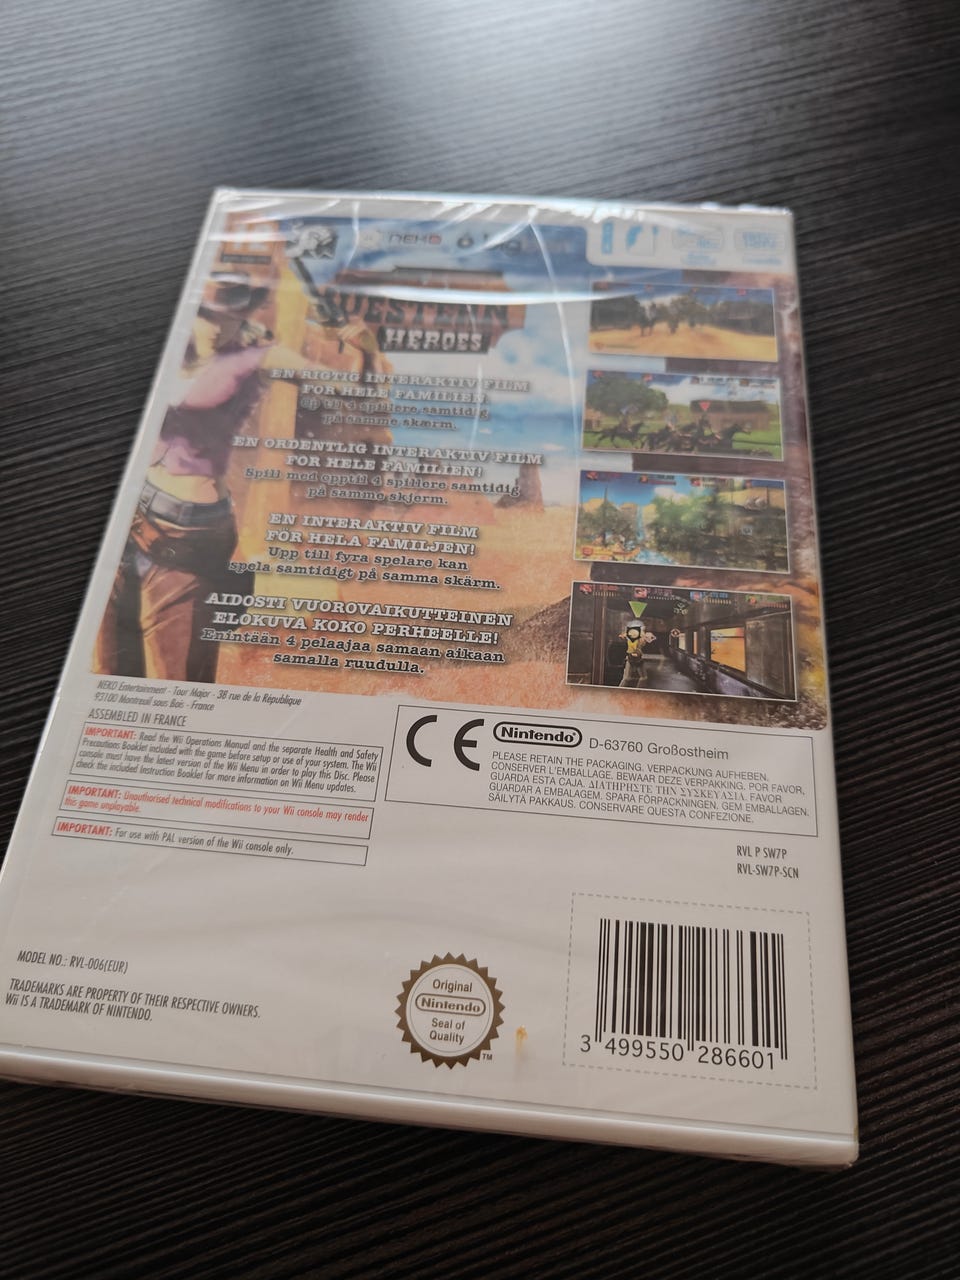 neko
WESTERN
HEROES
EN RIGTIG INTERAKTIV FILM
FOR HELE FAMILIEN!
Op til 4 spillere samtidig
på samme skærm.
EN ORDENTLIG INTERAKTIV FILM
FOR HELE FAMILIEN!
Spill med opptil 4 spillere samtidig
på samme skjerm.
EN INTERAKTIV FILM
FÖR HELA FAMILJEN!
Upp till fyra spelare kan
spela samtidigt på samma skärm.
AIDOSTI VUOROVAIKUTTEINEN
ELOKUVA KOKO PERHEELLE!
Enintään 4 pelaajaa samaan aikaan
samalla ruudulla.
NEKO Entertainment - Tour Major - 38 rue de la République
93100 Montreuil sous Bois - France
ASSEMBLED IN FRANCE
IMPORTANT: Read the Wii Operations Manual and the separate Health and Safety
Precautions Booklet included with the game before setup or use of your system. The Wii
console must have the latest version of the Wii Menu in order to play this Disc. Please
check the included Instruction Booklet for more information on Wii Menu updates.
IMPORTANT: Unauthorised technical modifications to your Wii console may render
this game unplayable.
IMPORTANT: For use with PAL version of the Wii console only.
CE
Nintendo® D-63760 Großostheim
PLEASE RETAIN THE PACKAGING. VERPACKUNG AUFHEBEN.
CONSERVER L'EMBALLAGE. BEWAAR DEZE VERPAKKING. POR FAVOR,
GUARDA ESTA CAJA. ΔΙΑΤΗΡΗΣΤΕ ΤΗΝ ΣΥΣΚΕΥΑΣΙΑ. FAVOR
GUARDAR A EMBALAGEM. SPARA FÖRPACKNINGEN. GEM EMBALLAGEN.
SÄILYTÄ PAKKAUS. CONSERVARE QUESTA CONFEZIONE.
RVL P SW7P
RVL-SW7P-SCN
MODEL NO.: RVL-006(EUR)
TRADEMARKS ARE PROPERTY OF THEIR RESPECTIVE OWNERS.
Wii IS A TRADEMARK OF NINTENDO.
Original
Nintendo
Seal of
Quality
TM
3 499550 286601